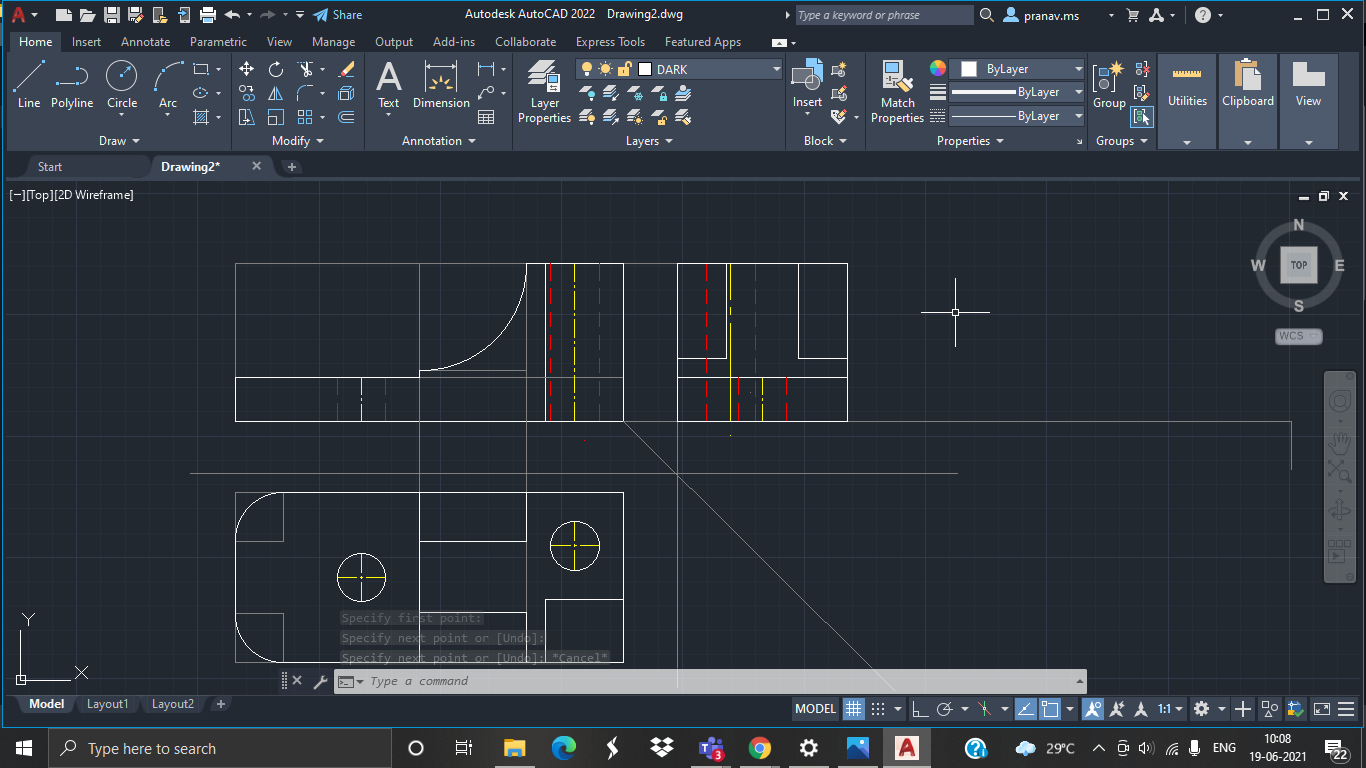 A
Share
Autodesk AutoCAD 2022 Drawing2.dwg
Type a keyword or phrase
pranav.ms
Home Insert Annotate Parametric View Manage Output Add-ins Collaborate Express Tools Featured Apps
Line Polyline Circle Arc
Draw
Modify
Text Dimension
Annotation
Layer Properties
DARK
Layers
Insert
Block
Match Properties
ByLayer
ByLayer
ByLayer
Properties
Group
Groups
Utilities
Clipboard
View
Start Drawing2*
[−][Top][2D Wireframe]
N
W TOP E
S
WCS
Specify first point:
Specify next point or [Undo]:
Specify next point or [Undo]: *Cancel*
Type a command
Y
X
Model Layout1 Layout2
MODEL
1:1
Type here to search
3
29°C
ENG
10:08
19-06-2021
22